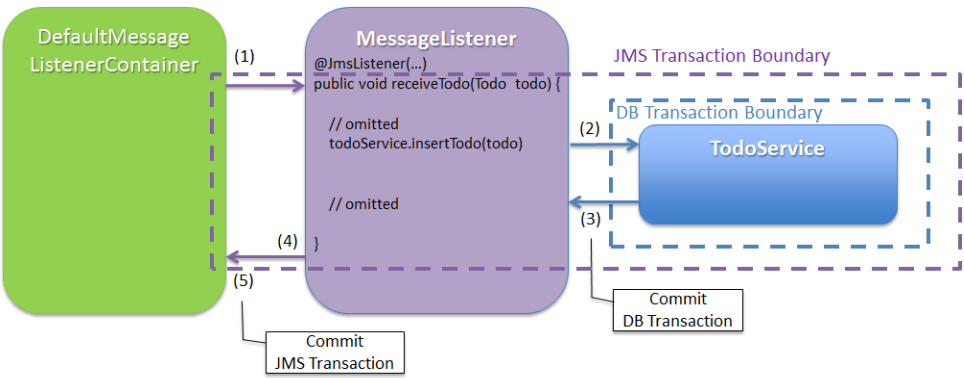 DefaultMessage
ListenerContainer
(1)
MessageListener
@JmsListener(...)
public void receiveTodo(Todo todo) {
// omitted
todoService.insertTodo(todo)
// omitted
}
JMS Transaction Boundary
DB Transaction Boundary
(2)
TodoService
(3)
(4)
(5)
Commit
DB Transaction
Commit
JMS Transaction